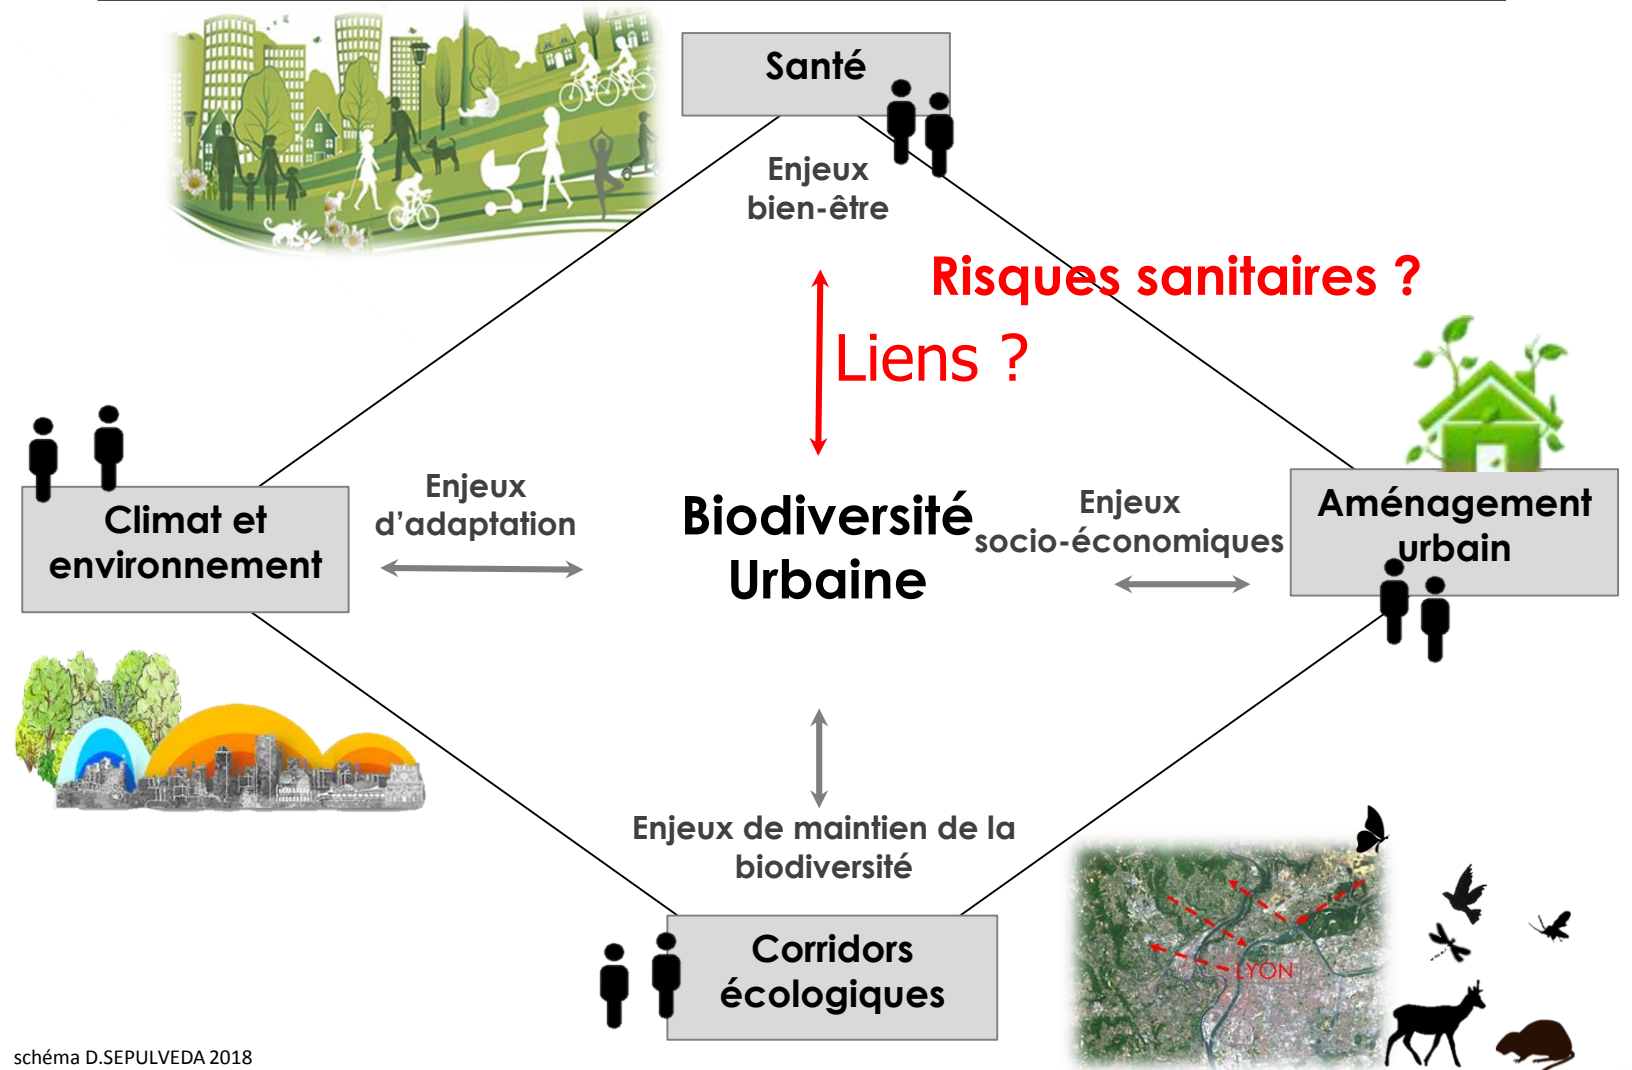 Santé
Enjeux
bien-être
Risques sanitaires ?
Liens ?
Climat et
environnement
Enjeux
d’adaptation
Biodiversité
Urbaine
Enjeux
socio-économiques
Aménagement
urbain
Enjeux de maintien de la
biodiversité
Corridors
écologiques
LYON
schéma D.SEPULVEDA 2018